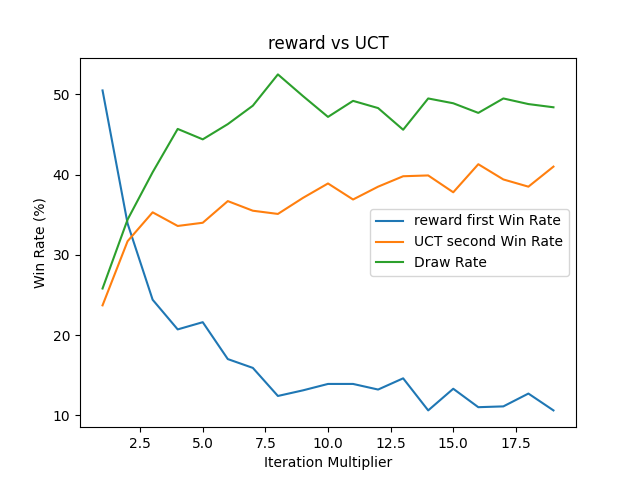 reward vs UCT
50
40
30
20
10
Win Rate (%)
reward first Win Rate
UCT second Win Rate
Draw Rate
2.5 5.0 7.5 10.0 12.5 15.0 17.5
Iteration Multiplier